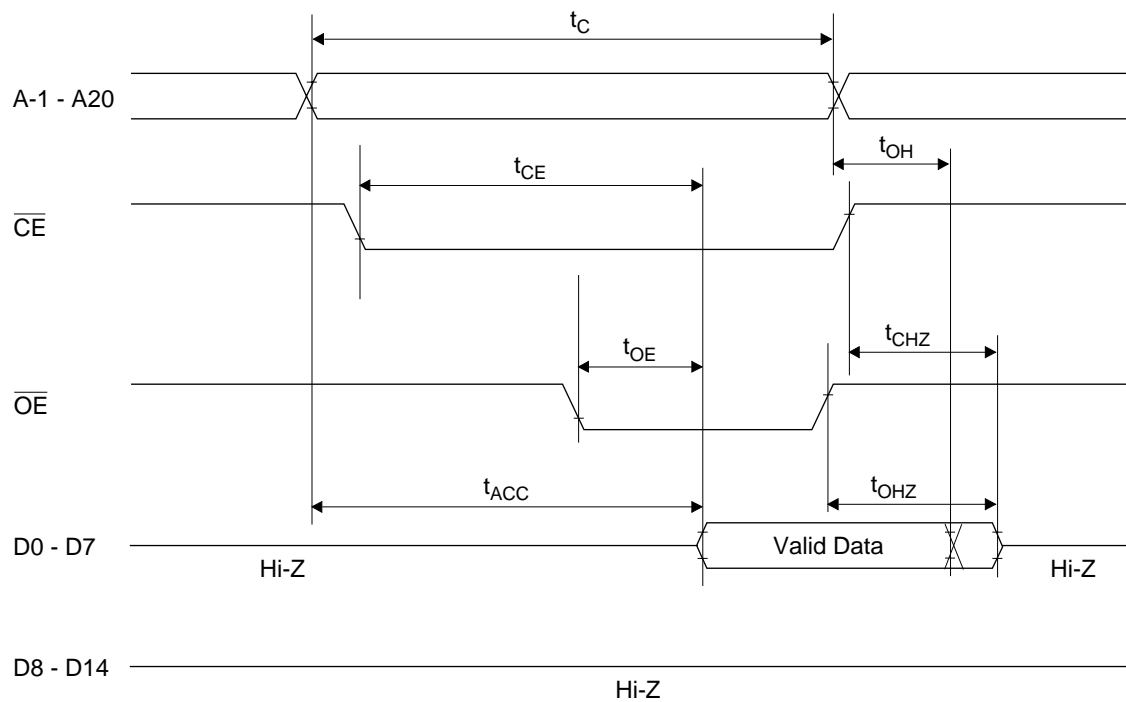 tC
A-1 - A20
tOH
tCE
CE
tCHZ
tOE
OE
tACC
tOHZ
D0 - D7
Valid Data
Hi-Z
Hi-Z
D8 - D14
Hi-Z